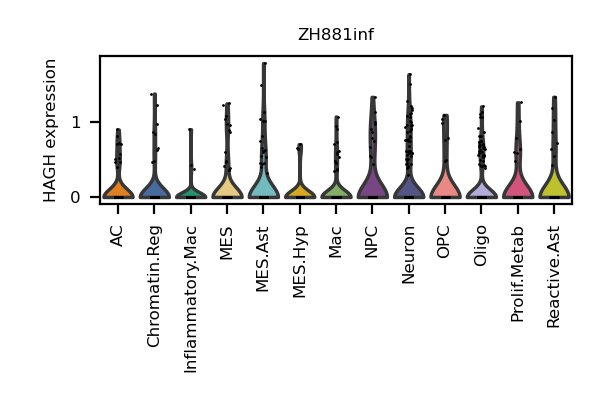 ZH881inf
HAGH expression
1
0
AC
Chromatin.Reg
Inflammatory.Mac
MES
MES.Ast
MES.Hyp
Mac
NPC
Neuron
OPC
Oligo
Prolif.Metab
Reactive.Ast